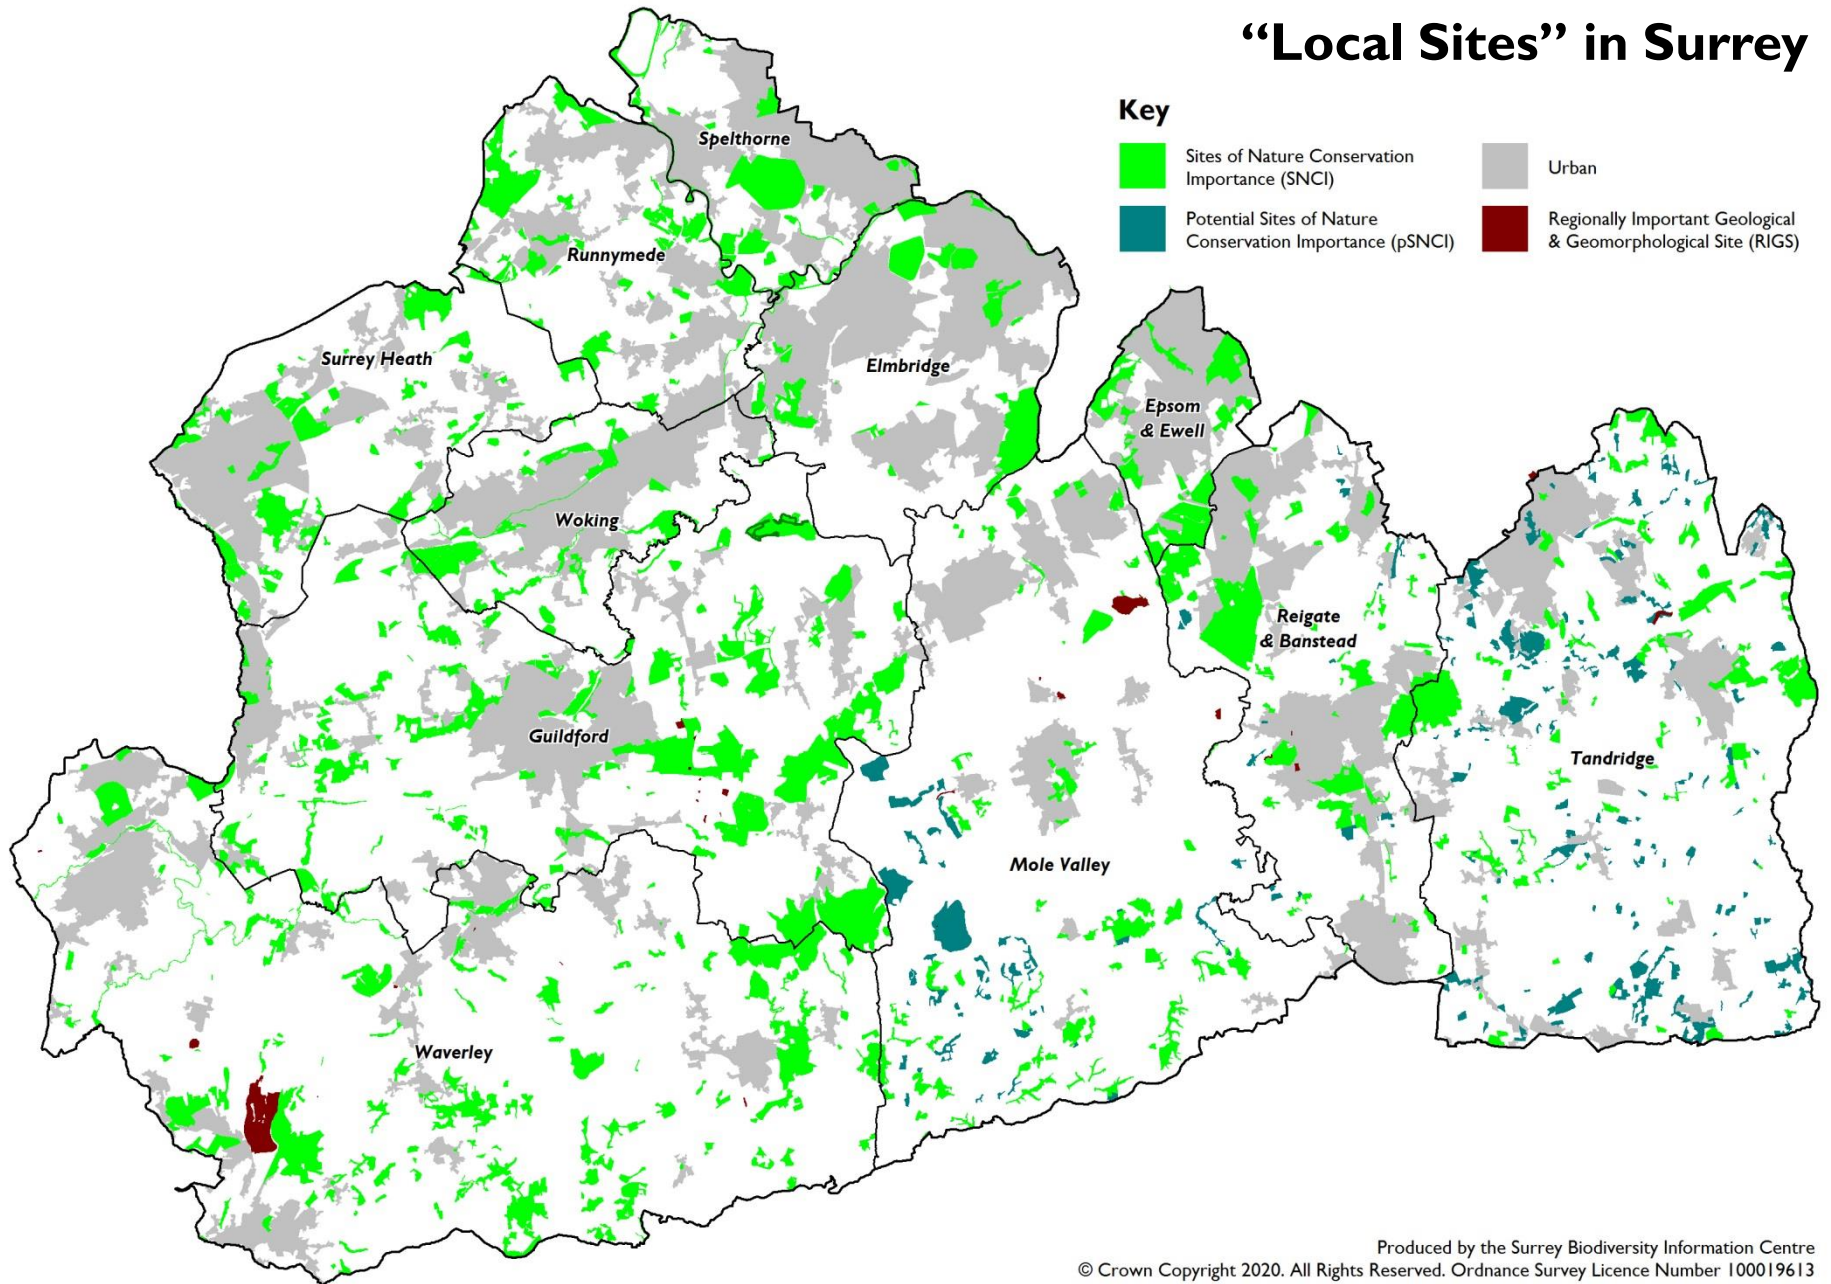 “Local Sites” in Surrey
Key
Sites of Nature Conservation
Importance (SNCI)
Urban
Potential Sites of Nature
Conservation Importance (pSNCI)
Regionally Important Geological
& Geomorphological Site (RIGS)
Spelthorne
Runnymede
Surrey Heath
Elmbridge
Epsom
& Ewell
Woking
Reigate
& Banstead
Guildford
Tandridge
Mole Valley
Waverley
Produced by the Surrey Biodiversity Information Centre
© Crown Copyright 2020. All Rights Reserved. Ordnance Survey Licence Number 100019613